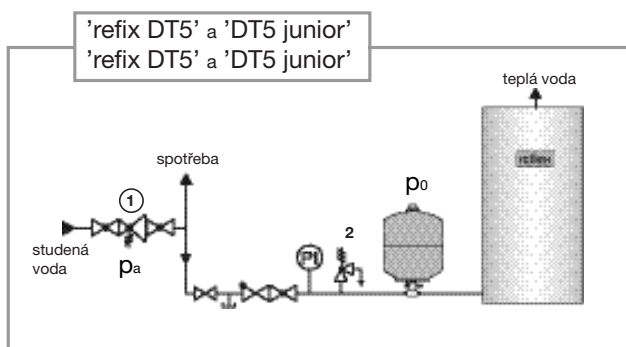 'refix DT5' a 'DT5 junior'
'refix DT5' a 'DT5 junior'
teplá voda
spotřeba
reflex
1
p0
2
PI
studená
voda
pa